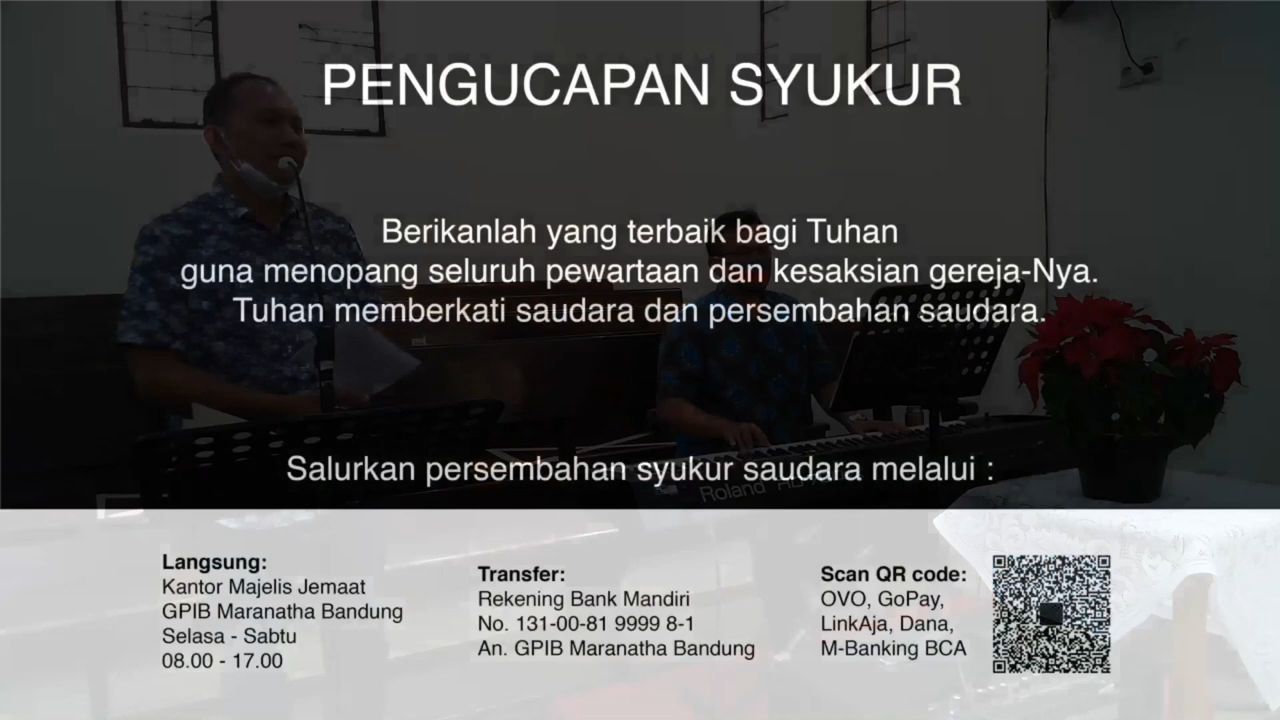 PENGUCAPAN SYUKUR
Berikanlah yang terbaik bagi Tuhan
guna menopang seluruh pewartaan dan kesaksian gereja-Nya.
Tuhan memberkati saudara dan persembahan saudara.
Salurkan persembahan syukur saudara melalui :
Roland
Langsung:
Kantor Majelis Jemaat
GPIB Maranatha Bandung
Selasa - Sabtu
08.00 - 17.00
Transfer:
Rekening Bank Mandiri
No. 131-00-81 9999 8-1
An. GPIB Maranatha Bandung
Scan QR code:
OVO, GoPay,
LinkAja, Dana,
M-Banking BCA